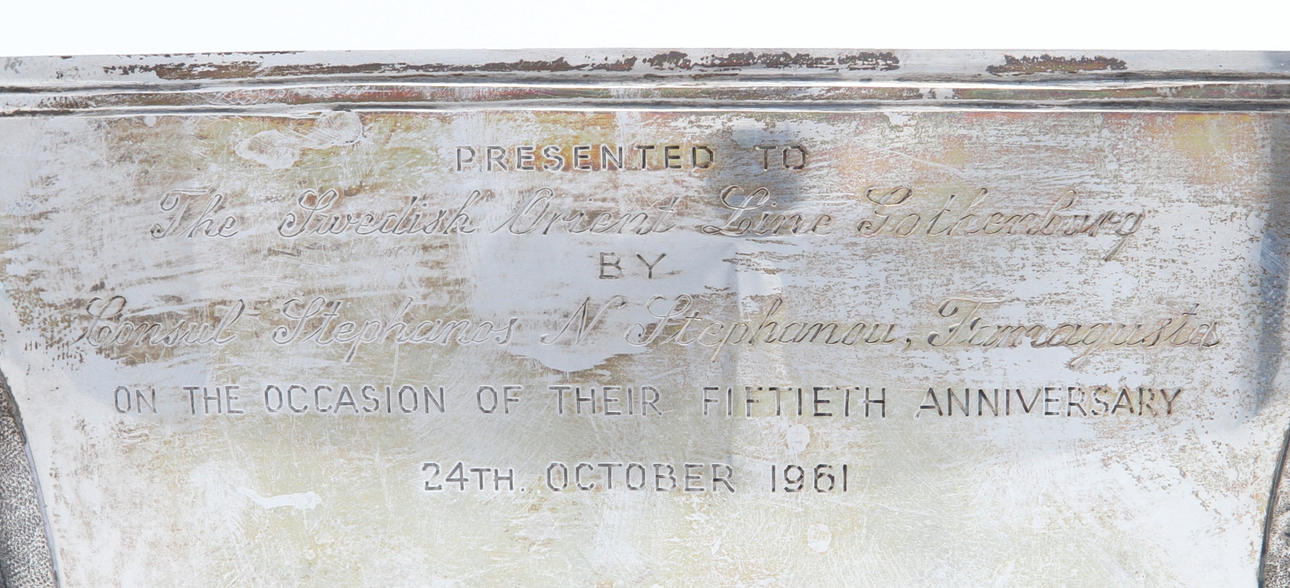 PRESENTED TO
The Swedish Orient Line Gothenburg
BY
Consul Stephanos N Stephanou, Famagusta
ON THE OCCASION OF THEIR FIFTIETH ANNIVERSARY
24TH. OCTOBER 1961